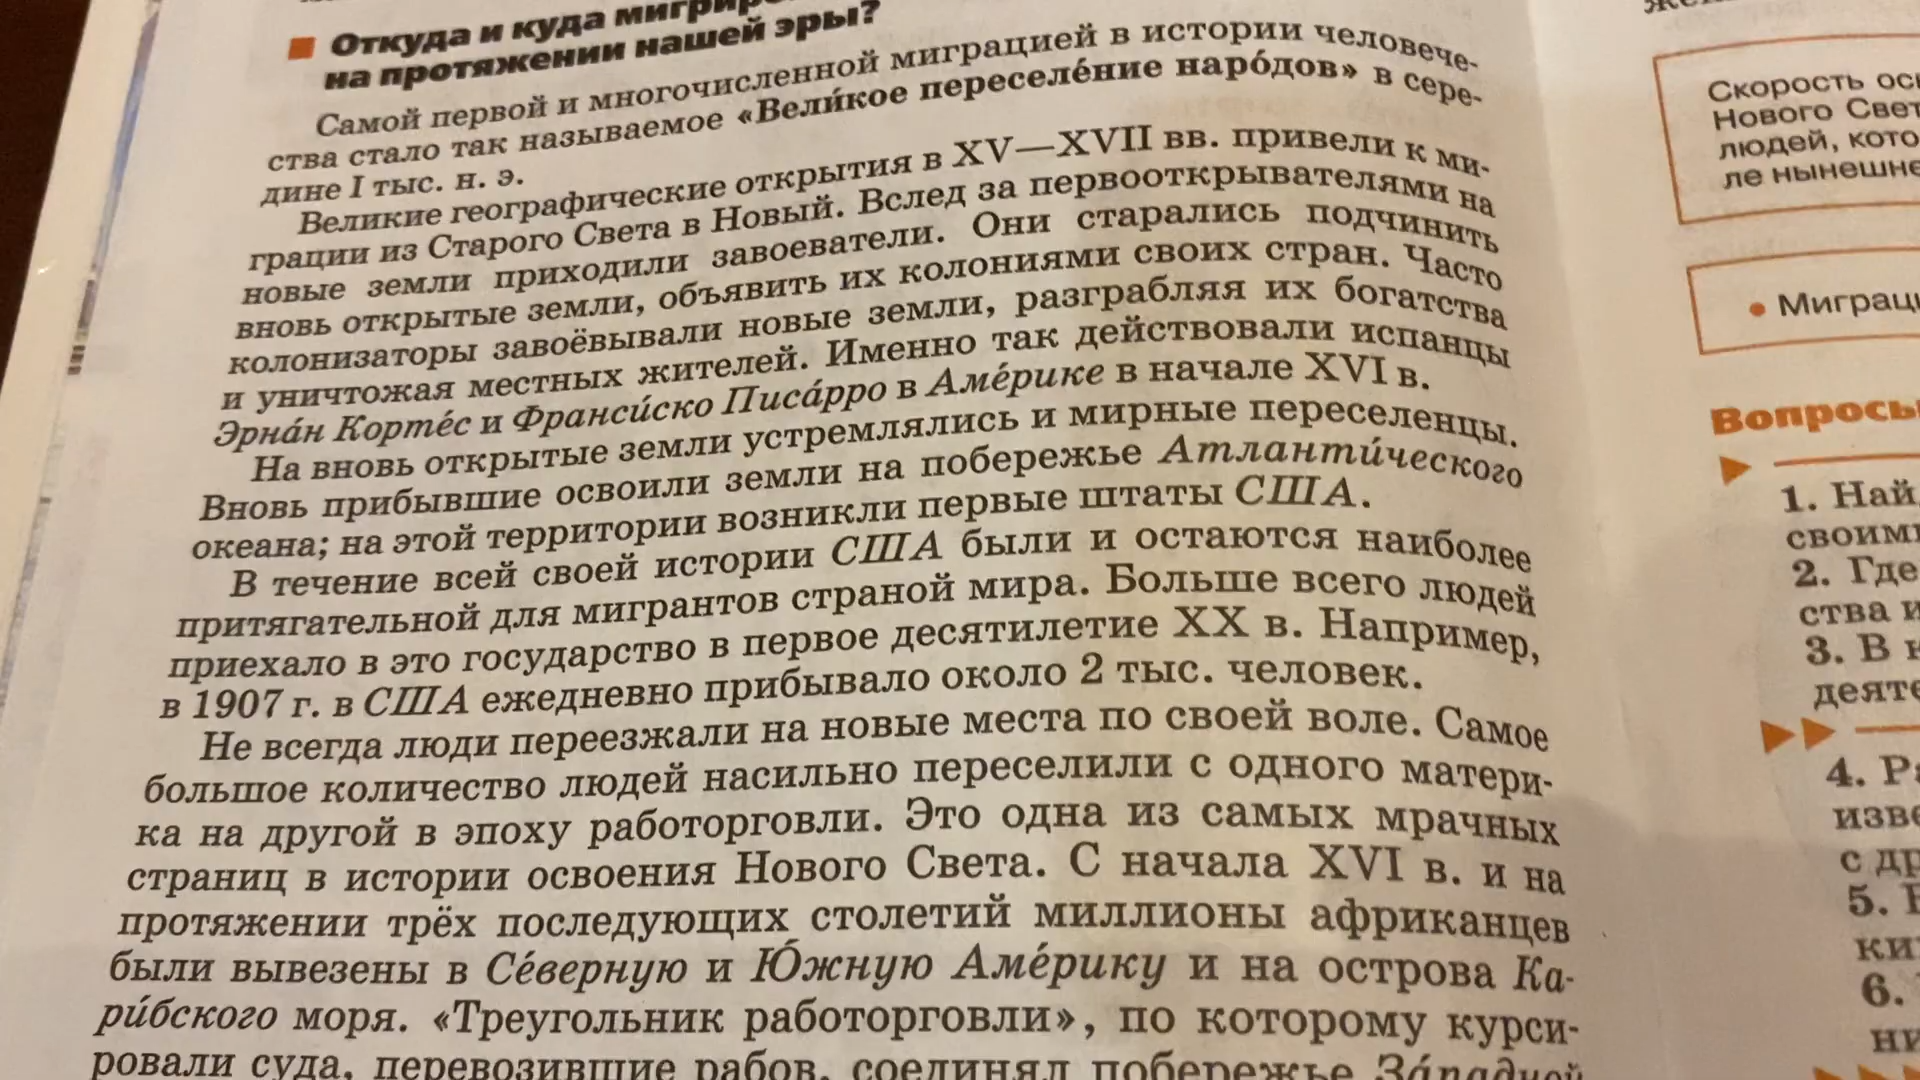 Откуда и куда мигриро
на протяжении нашей эры?
Самой первой и многочисленной миграцией в истории человече-
ства стало так называемое «Вели́кое переселе́ние наро́дов» в сере-
дине I тыс. н. э.
Великие географические открытия в XV—XVII вв. привели к ми-
грации из Старого Света в Новый. Вслед за первооткрывателями на
новые земли приходили завоеватели. Они старались подчинить
вновь открытые земли, объявить их колониями своих стран. Часто
колонизаторы завоёвывали новые земли, разграбляя их богатства
и уничтожая местных жителей. Именно так действовали испанцы
Эрна́н Корте́с и Франси́ско Писа́рро в Аме́рике в начале XVI в.
На вновь открытые земли устремлялись и мирные переселенцы.
Вновь прибывшие освоили земли на побережье Атланти́ческого
океана; на этой территории возникли первые штаты США.
В течение всей своей истории США были и остаются наиболее
притягательной для мигрантов страной мира. Больше всего людей
приехало в это государство в первое десятилетие XX в. Например,
в 1907 г. в США ежедневно прибывало около 2 тыс. человек.
Не всегда люди переезжали на новые места по своей воле. Самое
большое количество людей насильно переселили с одного матери-
ка на другой в эпоху работорговли. Это одна из самых мрачных
страниц в истории освоения Нового Света. С начала XVI в. и на
протяжении трёх последующих столетий миллионы африканцев
были вывезены в Се́верную и Ю́жную Аме́рику и на острова Ка-
ри́бского моря. «Треугольник работорговли», по которому курси-
ровали суда, перевозившие рабов, соединял побережье За́падной
Скорость ос
Нового Свет
людей, кото
ле нынешне
• Миграц
Вопросы
1. Най
своим
2. Где
ства и
3. В
деяте
4. Р
изве
с др
5.
ки
6.
ни